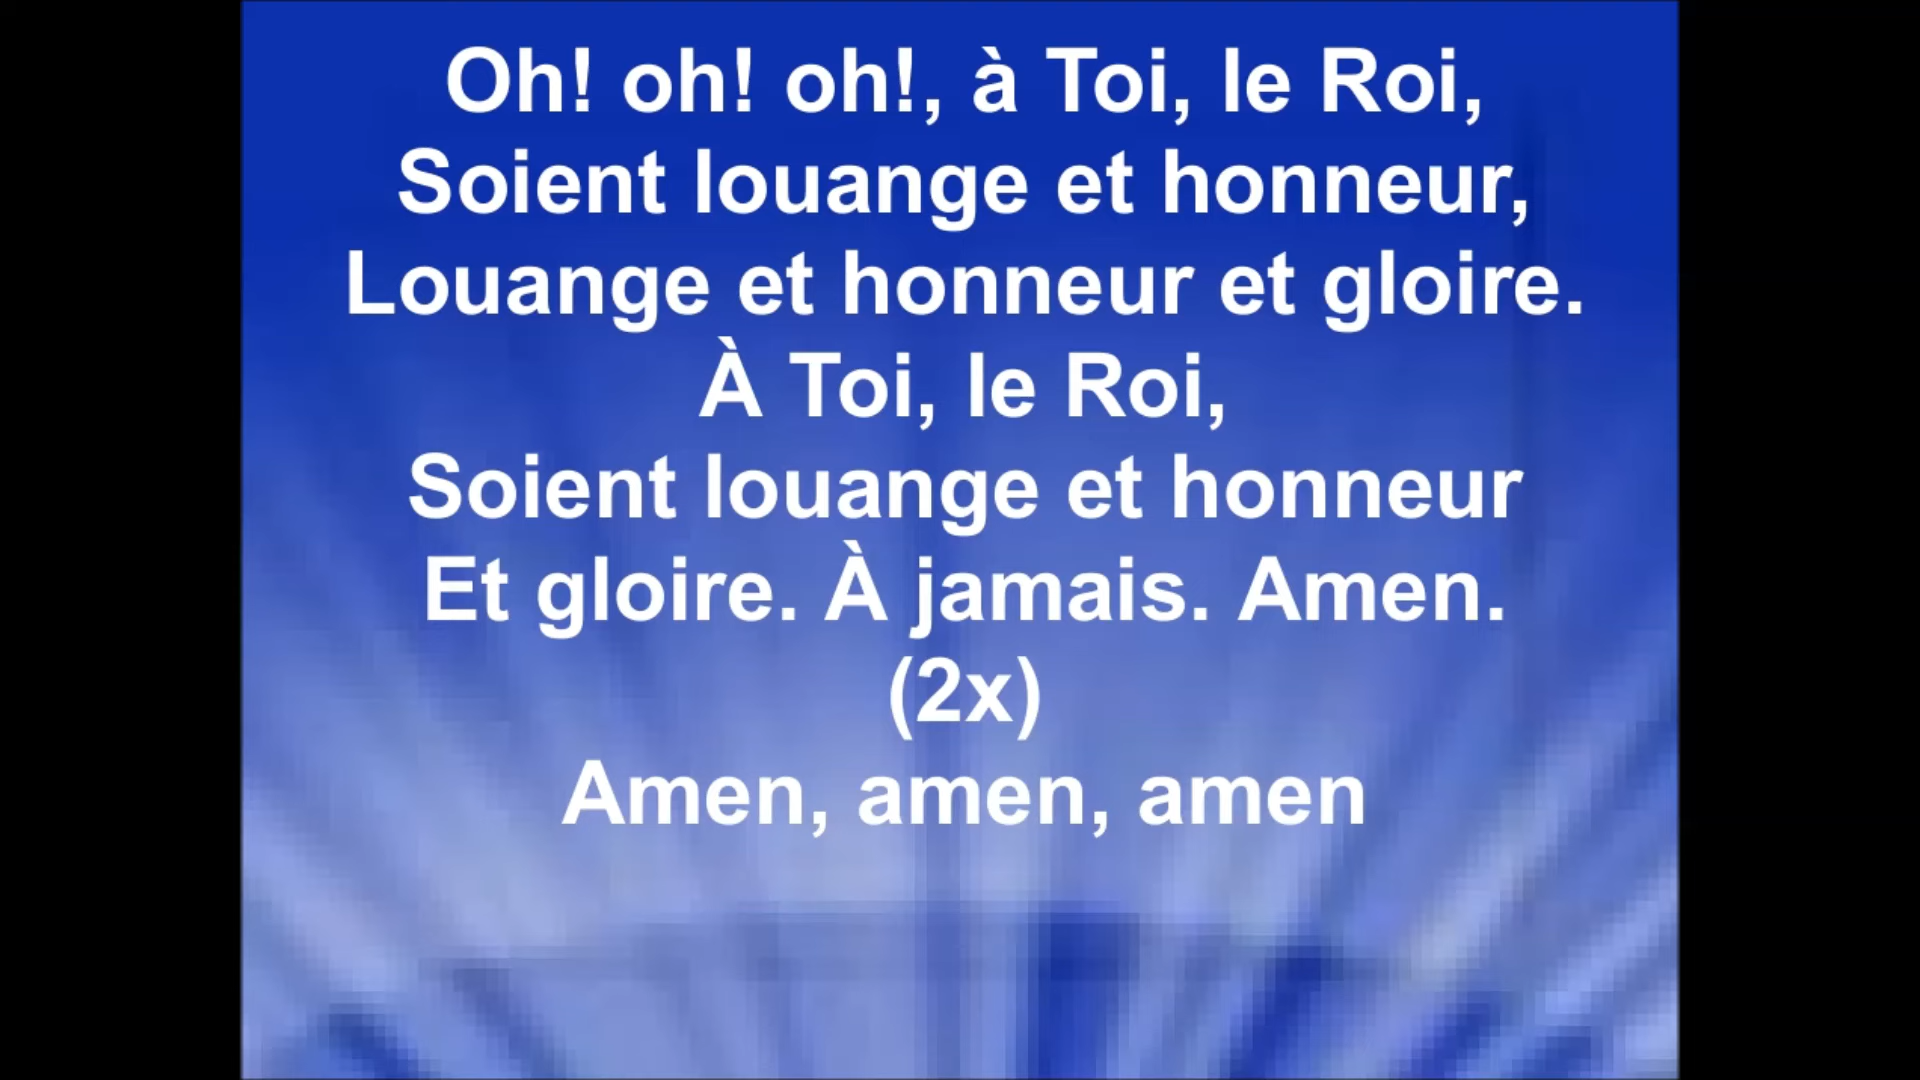 Oh! oh! oh!, à Toi, le Roi,
Soient louange et honneur,
Louange et honneur et gloire.
À Toi, le Roi,
Soient louange et honneur
Et gloire. À jamais. Amen.
(2x)
Amen, amen, amen